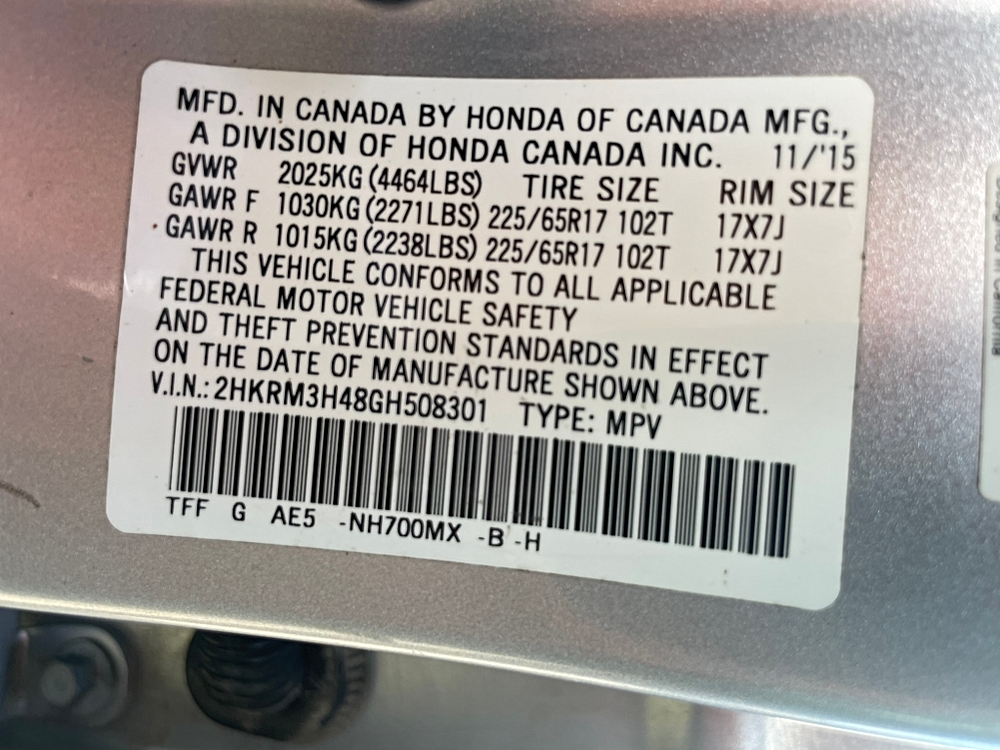 MFD. IN CANADA BY HONDA OF CANADA MFG.,
A DIVISION OF HONDA CANADA INC. 11/'15
GVWR 2025KG (4464LBS) TIRE SIZE RIM SIZE
GAWR F 1030KG (2271LBS) 225/65R17 102T 17X7J
GAWR R 1015KG (2238LBS) 225/65R17 102T 17X7J
THIS VEHICLE CONFORMS TO ALL APPLICABLE
FEDERAL MOTOR VEHICLE SAFETY
AND THEFT PREVENTION STANDARDS IN EFFECT
ON THE DATE OF MANUFACTURE SHOWN ABOVE.
V.I.N.: 2HKRM3H48GH508301 TYPE: MPV
TFF G AE5 -NH700MX -B -H